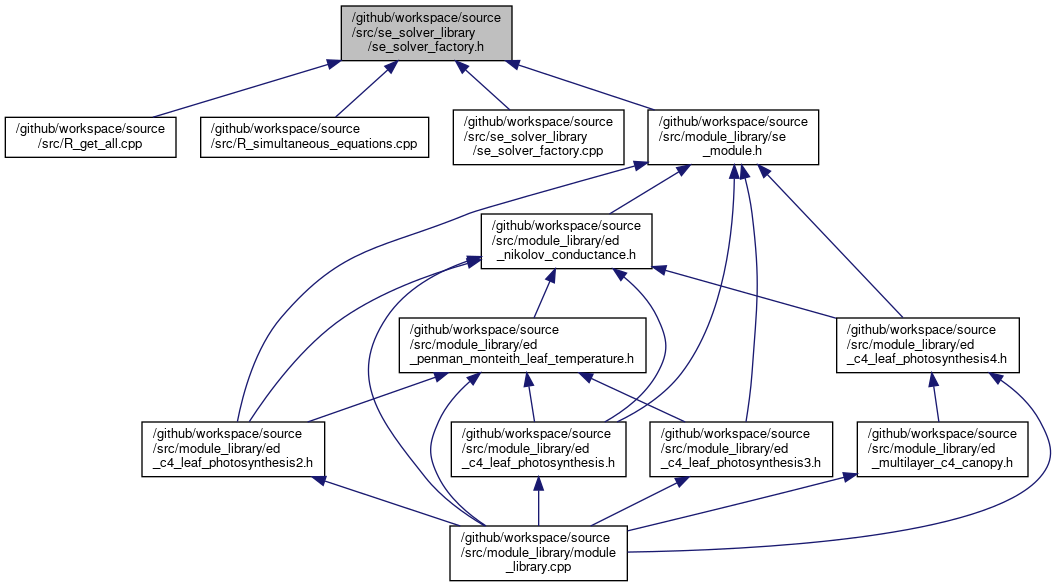 /github/workspace/source
/src/se_solver_library
/se_solver_factory.h
/github/workspace/source
/src/R_get_all.cpp
/github/workspace/source
/src/R_simultaneous_equations.cpp
/github/workspace/source
/src/se_solver_library
/se_solver_factory.cpp
/github/workspace/source
/src/module_library/se
_module.h
/github/workspace/source
/src/module_library/ed
_nikolov_conductance.h
/github/workspace/source
/src/module_library/ed
_penman_monteith_leaf_temperature.h
/github/workspace/source
/src/module_library/ed
_c4_leaf_photosynthesis4.h
/github/workspace/source
/src/module_library/ed
_c4_leaf_photosynthesis2.h
/github/workspace/source
/src/module_library/ed
_c4_leaf_photosynthesis.h
/github/workspace/source
/src/module_library/ed
_c4_leaf_photosynthesis3.h
/github/workspace/source
/src/module_library/ed
_multilayer_c4_canopy.h
/github/workspace/source
/src/module_library/module
_library.cpp